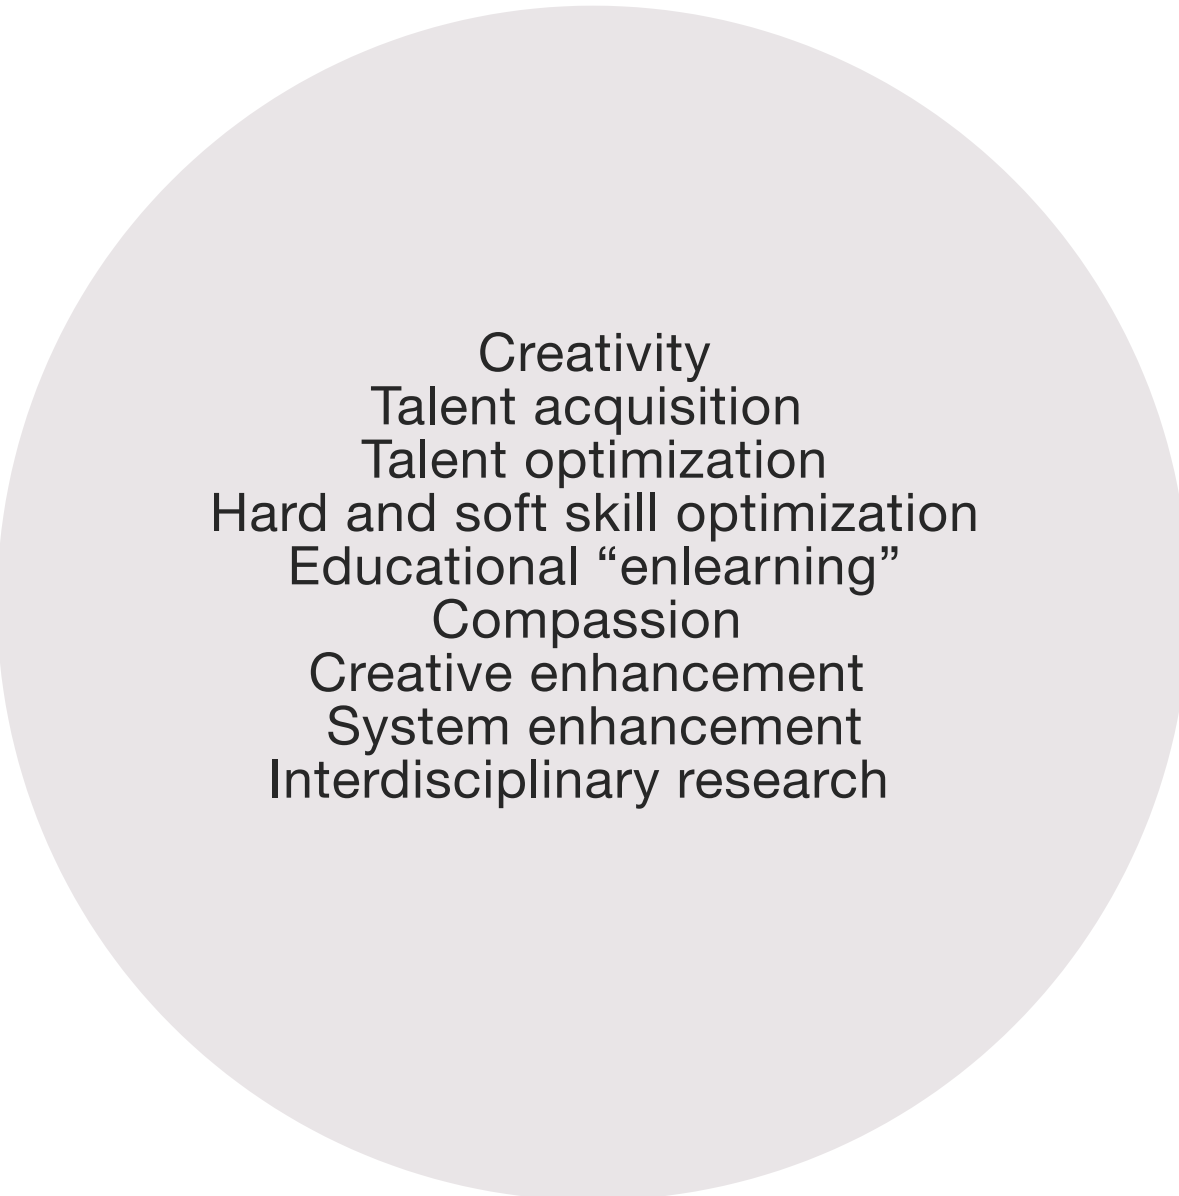 Creativity
Talent acquisition
Talent optimization
Hard and soft skill optimization
Educational “enlearning”
Compassion
Creative enhancement
System enhancement
Interdisciplinary research